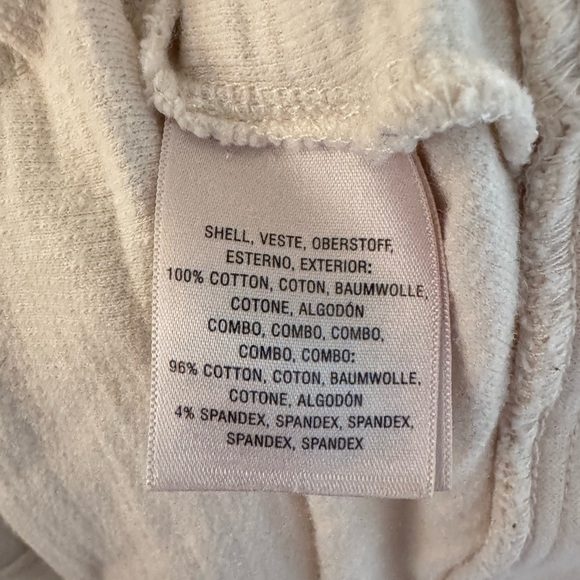 SHELL, VESTE, OBERSTOFF,
ESTERNO, EXTERIOR:
100% COTTON, COTON, BAUMWOLLE,
COTONE, ALGODÓN
COMBO, COMBO, COMBO,
COMBO, COMBO:
96% COTTON, COTON, BAUMWOLLE,
COTONE, ALGODÓN
4% SPANDEX, SPANDEX, SPANDEX,
SPANDEX, SPANDEX